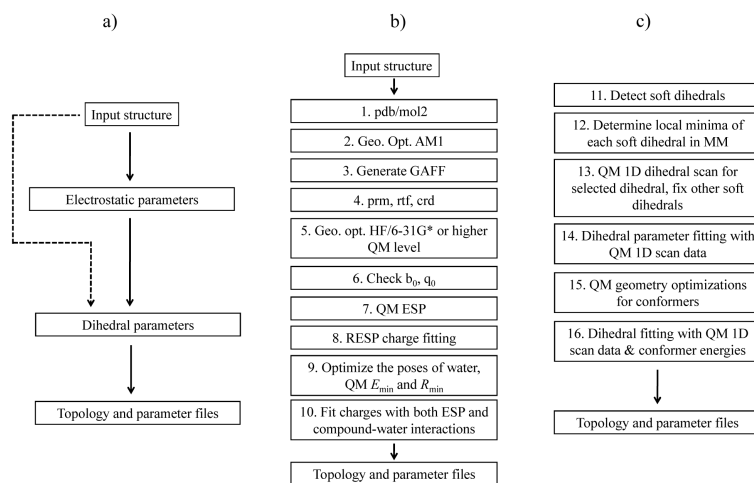 a)
Input structure
Electrostatic parameters
Dihedral parameters
Topology and parameter files
b)
Input structure
1. pdb/mol2
2. Geo. Opt. AM1
3. Generate GAFF
4. prm, rtf, crd
5. Geo. opt. HF/6-31G* or higher
QM level
6. Check b0, q0
7. QM ESP
8. RESP charge fitting
9. Optimize the poses of water,
QM Emin and Rmin
10. Fit charges with both ESP and
compound-water interactions
Topology and parameter files
c)
11. Detect soft dihedrals
12. Determine local minima of
each soft dihedral in MM
13. QM 1D dihedral scan for
selected dihedral, fix other soft
dihedrals
14. Dihedral parameter fitting with
QM 1D scan data
15. QM geometry optimizations
for conformers
16. Dihedral fitting with QM 1D
scan data & conformer energies
Topology and parameter files